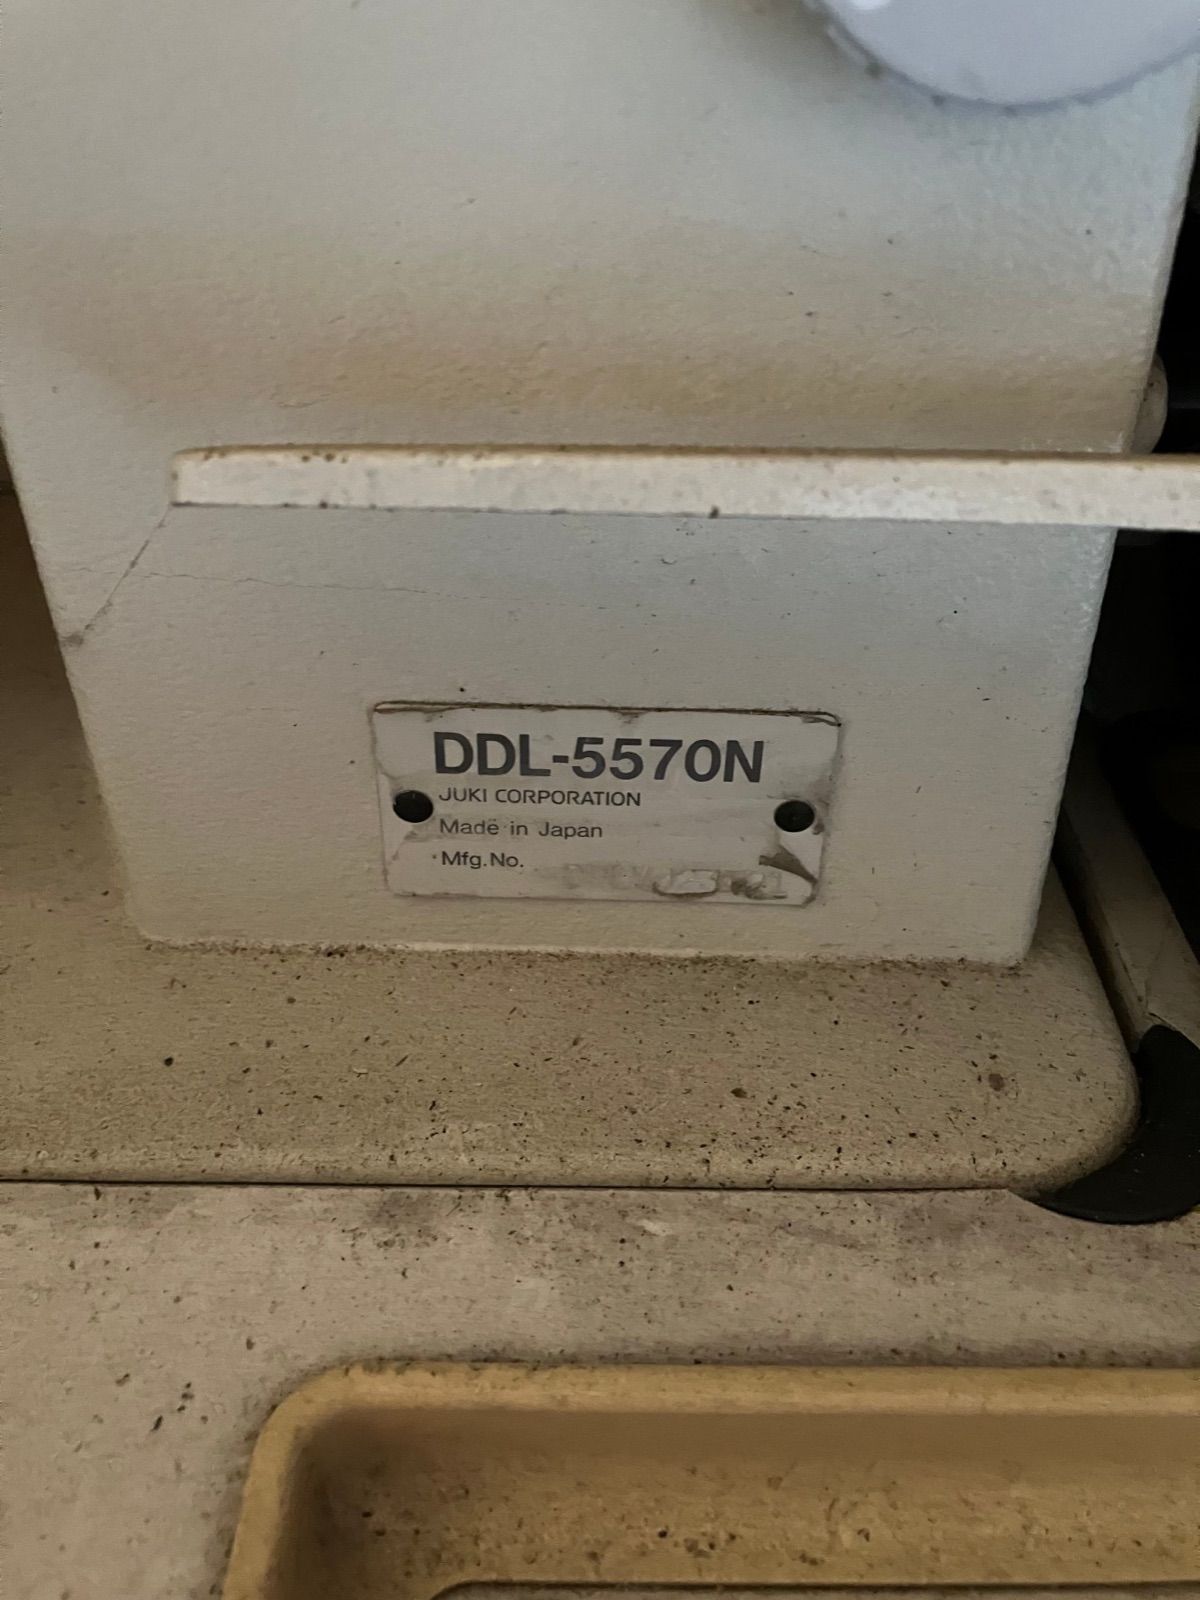 DDL-5570N
JUKI CORPORATION
Made in Japan
Mfg.No.